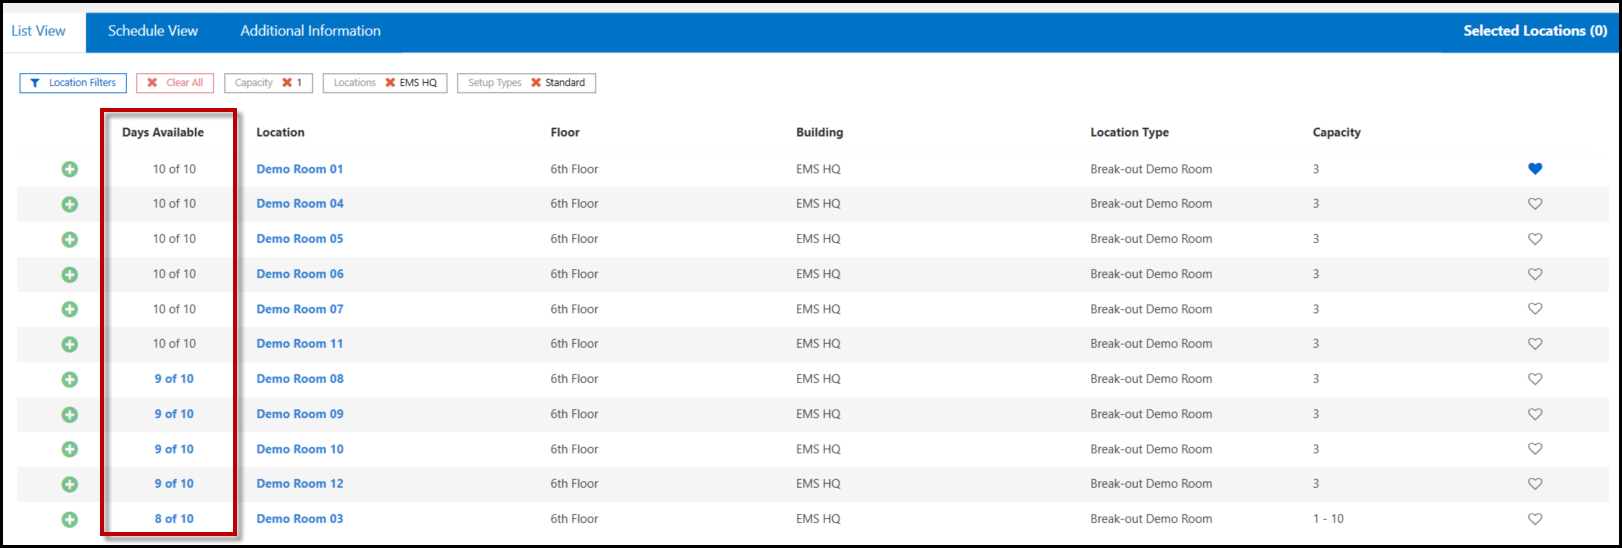 List View Schedule View Additional Information Selected Locations (0)
Location Filters Clear All Capacity 1 Locations EMS HQ Setup Types Standard
Days Available Location Floor Building Location Type Capacity
10 of 10 Demo Room 01 6th Floor EMS HQ Break-out Demo Room 3
10 of 10 Demo Room 04 6th Floor EMS HQ Break-out Demo Room 3
10 of 10 Demo Room 05 6th Floor EMS HQ Break-out Demo Room 3
10 of 10 Demo Room 06 6th Floor EMS HQ Break-out Demo Room 3
10 of 10 Demo Room 07 6th Floor EMS HQ Break-out Demo Room 3
10 of 10 Demo Room 11 6th Floor EMS HQ Break-out Demo Room 3
9 of 10 Demo Room 08 6th Floor EMS HQ Break-out Demo Room 3
9 of 10 Demo Room 09 6th Floor EMS HQ Break-out Demo Room 3
9 of 10 Demo Room 10 6th Floor EMS HQ Break-out Demo Room 3
9 of 10 Demo Room 12 6th Floor EMS HQ Break-out Demo Room 3
8 of 10 Demo Room 03 6th Floor EMS HQ Break-out Demo Room 1 - 10